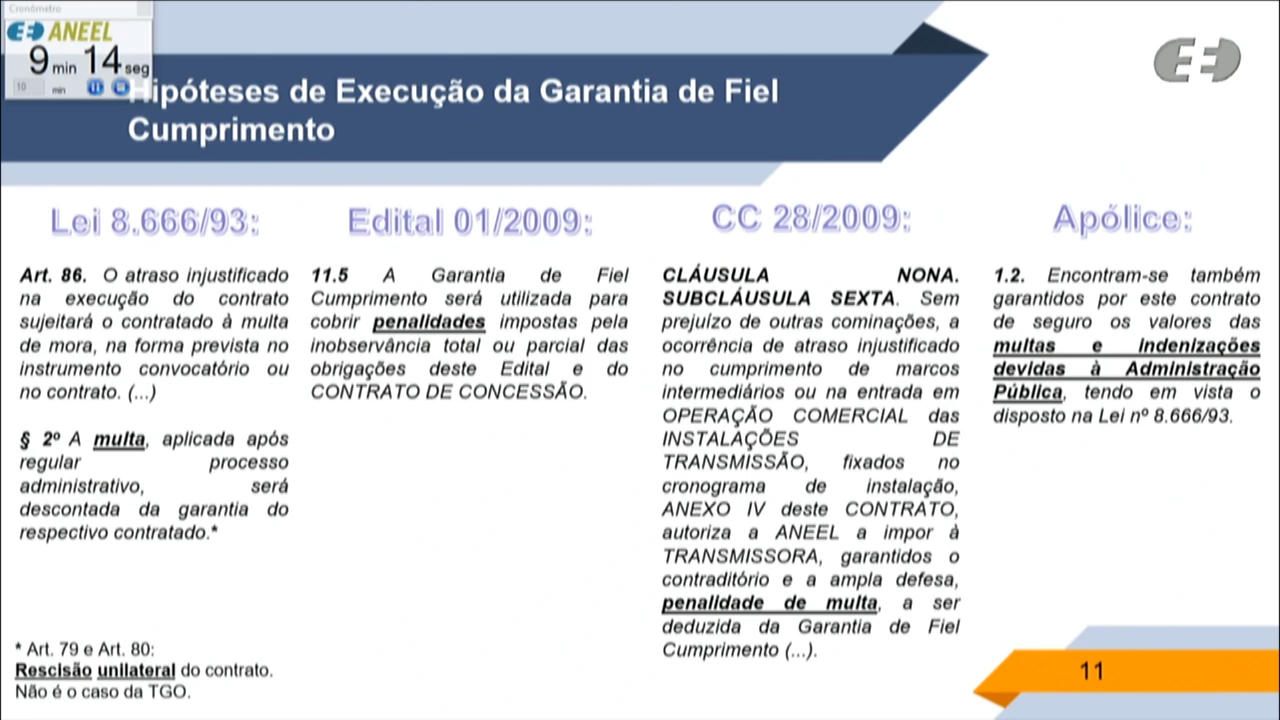 Cronômetro
ANEEL
9 min 14 seg
10 min
Hipóteses de Execução da Garantia de Fiel
Cumprimento
Lei 8.666/93:
Art. 86. O atraso injustificado
na execução do contrato
sujeitará o contratado à multa
de mora, na forma prevista no
instrumento convocatório ou
no contrato. (...)
§ 2º A multa, aplicada após
regular processo
administrativo, será
descontada da garantia do
respectivo contratado.*
* Art. 79 e Art. 80:
Rescisão unilateral do contrato.
Não é o caso da TGO.
Edital 01/2009:
11.5 A Garantia de Fiel
Cumprimento será utilizada para
cobrir penalidades impostas pela
inobservância total ou parcial das
obrigações deste Edital e do
CONTRATO DE CONCESSÃO.
CC 28/2009:
CLÁUSULA NONA.
SUBCLÁUSULA SEXTA. Sem
prejuízo de outras cominações, a
ocorrência de atraso injustificado
no cumprimento de marcos
intermediários ou na entrada em
OPERAÇÃO COMERCIAL das
INSTALAÇÕES DE
TRANSMISSÃO, fixados no
cronograma de instalação,
ANEXO IV deste CONTRATO,
autoriza a ANEEL a impor à
TRANSMISSORA, garantidos o
contraditório e a ampla defesa,
penalidade de multa, a ser
deduzida da Garantia de Fiel
Cumprimento (...).
Apólice:
1.2. Encontram-se também
garantidos por este contrato
de seguro os valores das
multas e Indenizações
devidas à Administração
Pública, tendo em vista o
disposto na Lei nº 8.666/93.
11